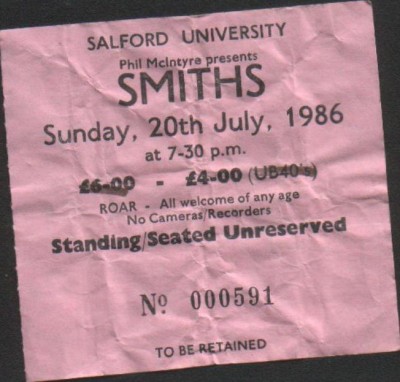 SALFORD UNIVERSITY
Phil McIntyre presents
SMITHS
Sunday, 20th July, 1986
at 7-30 p.m.
£6-00 - £4-00 (UB40's)
ROAR - All welcome of any age
No Cameras/Recorders
Standing/Seated Unreserved
Nº 000591
TO BE RETAINED